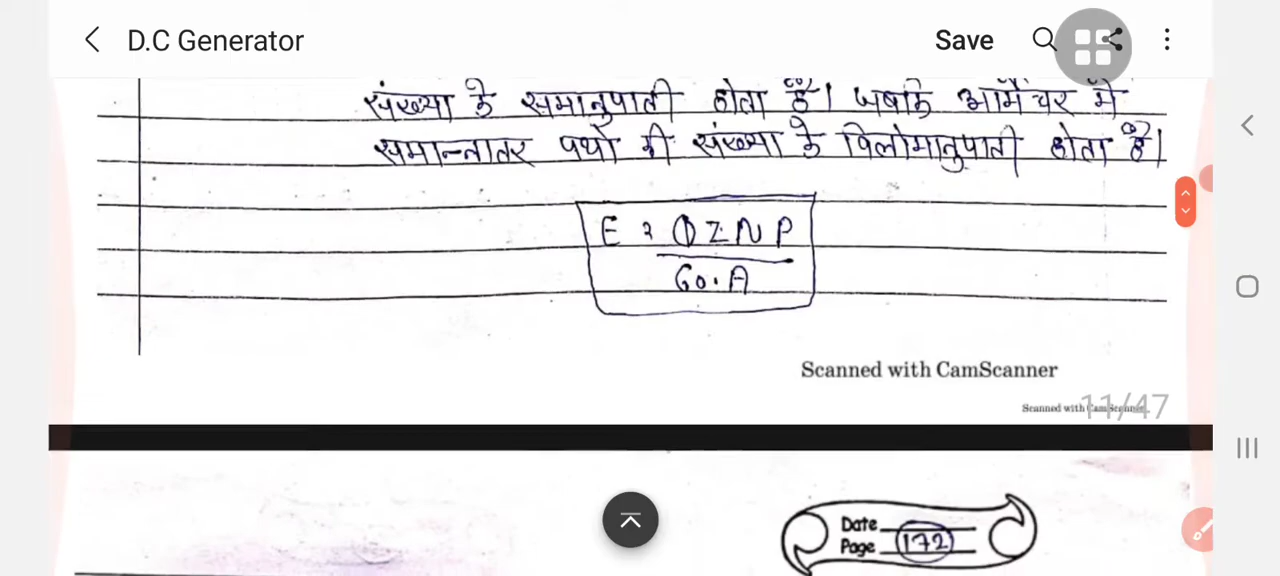 D.C Generator
Save
संख्या के समानुपाती होता है। जबकि आर्मेचर में
समान्तातर पथो की संख्या के विलोमानुपाती होता है।
E = ΦZNP
60.A
Scanned with CamScanner
Scanned with CamScanner
11/47
Date
Page 172